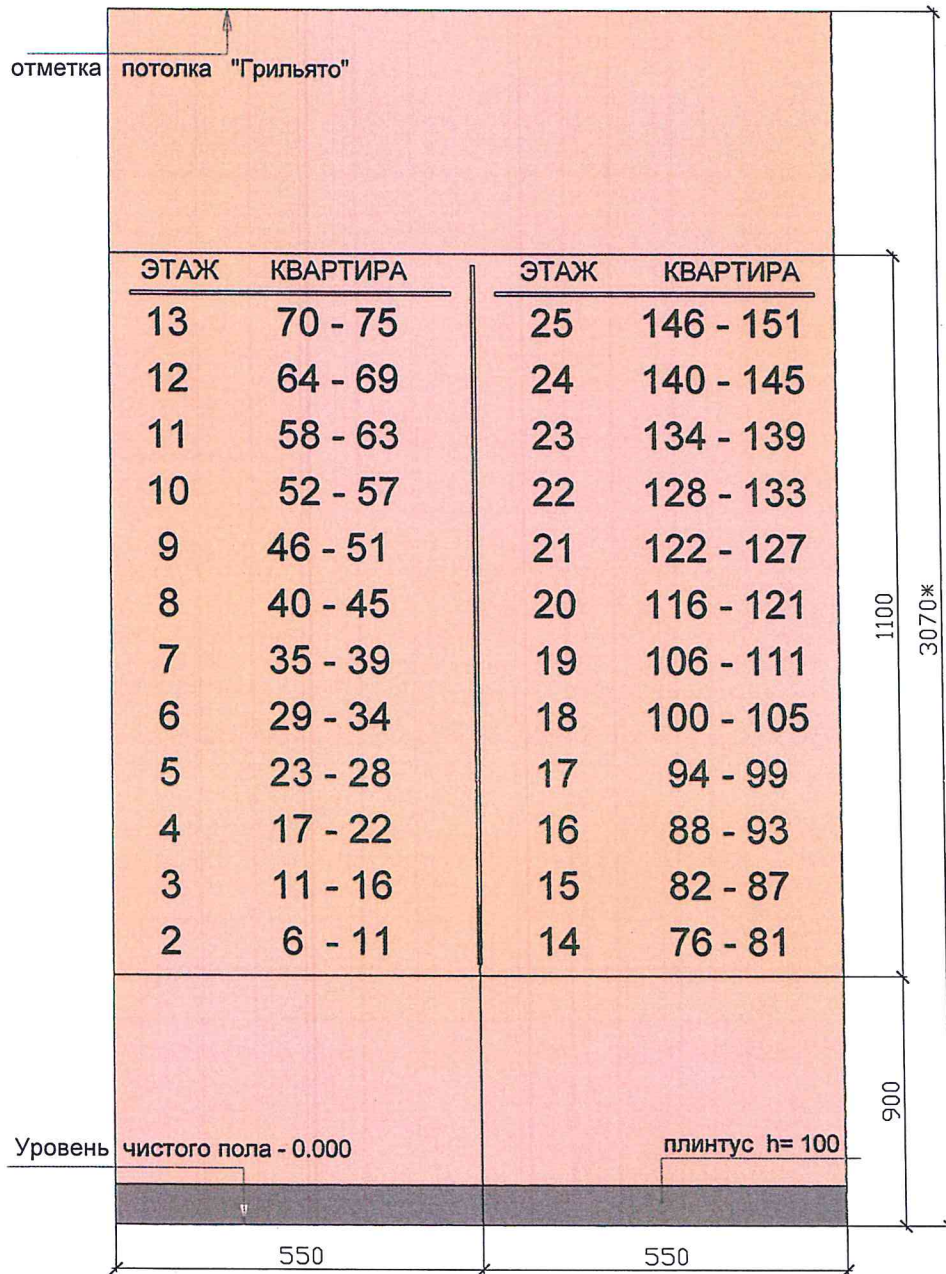 отметка потолка "Грильято"
ЭТАЖ КВАРТИРА ЭТАЖ КВАРТИРА
13 70 - 75 25 146 - 151
12 64 - 69 24 140 - 145
11 58 - 63 23 134 - 139
10 52 - 57 22 128 - 133
9 46 - 51 21 122 - 127
8 40 - 45 20 116 - 121
7 35 - 39 19 106 - 111
6 29 - 34 18 100 - 105
5 23 - 28 17 94 - 99
4 17 - 22 16 88 - 93
3 11 - 16 15 82 - 87
2 6 - 11 14 76 - 81
1100
3070*
900
Уровень чистого пола - 0.000
плинтус h= 100
550 550